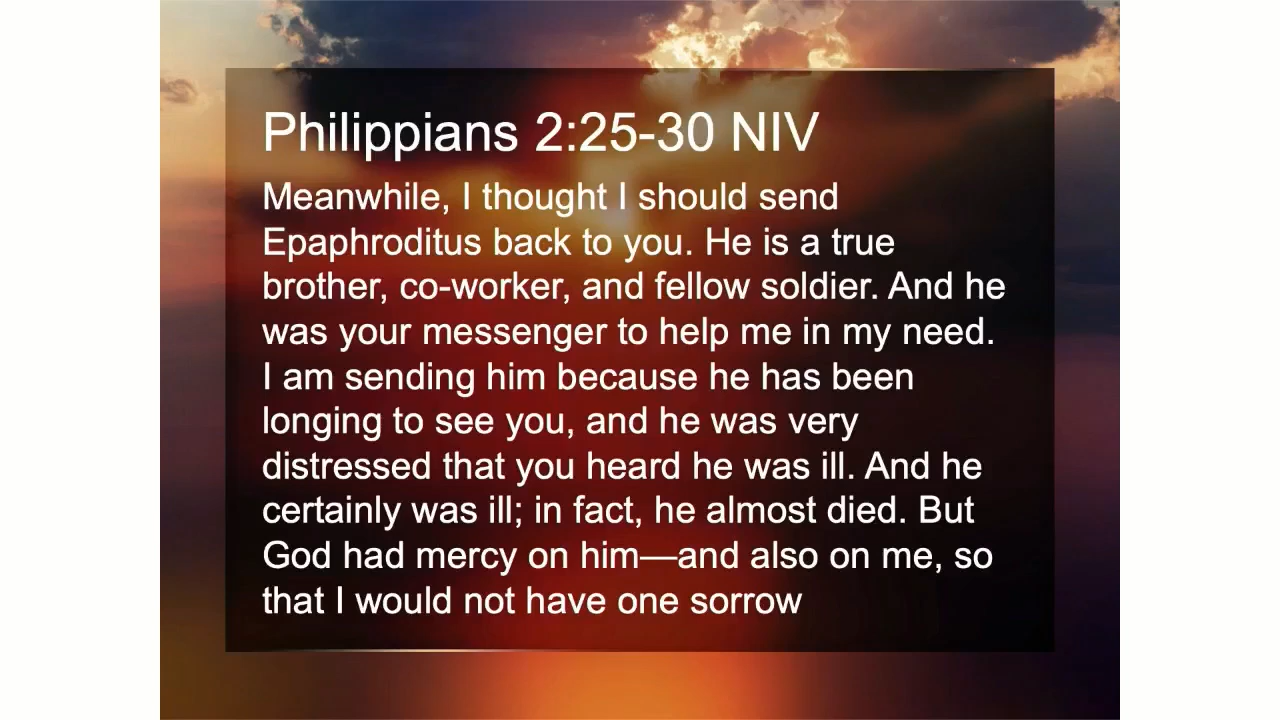 Philippians 2:25-30 NIV
Meanwhile, I thought I should send
Epaphroditus back to you. He is a true
brother, co-worker, and fellow soldier. And he
was your messenger to help me in my need.
I am sending him because he has been
longing to see you, and he was very
distressed that you heard he was ill. And he
certainly was ill; in fact, he almost died. But
God had mercy on him—and also on me, so
that I would not have one sorrow